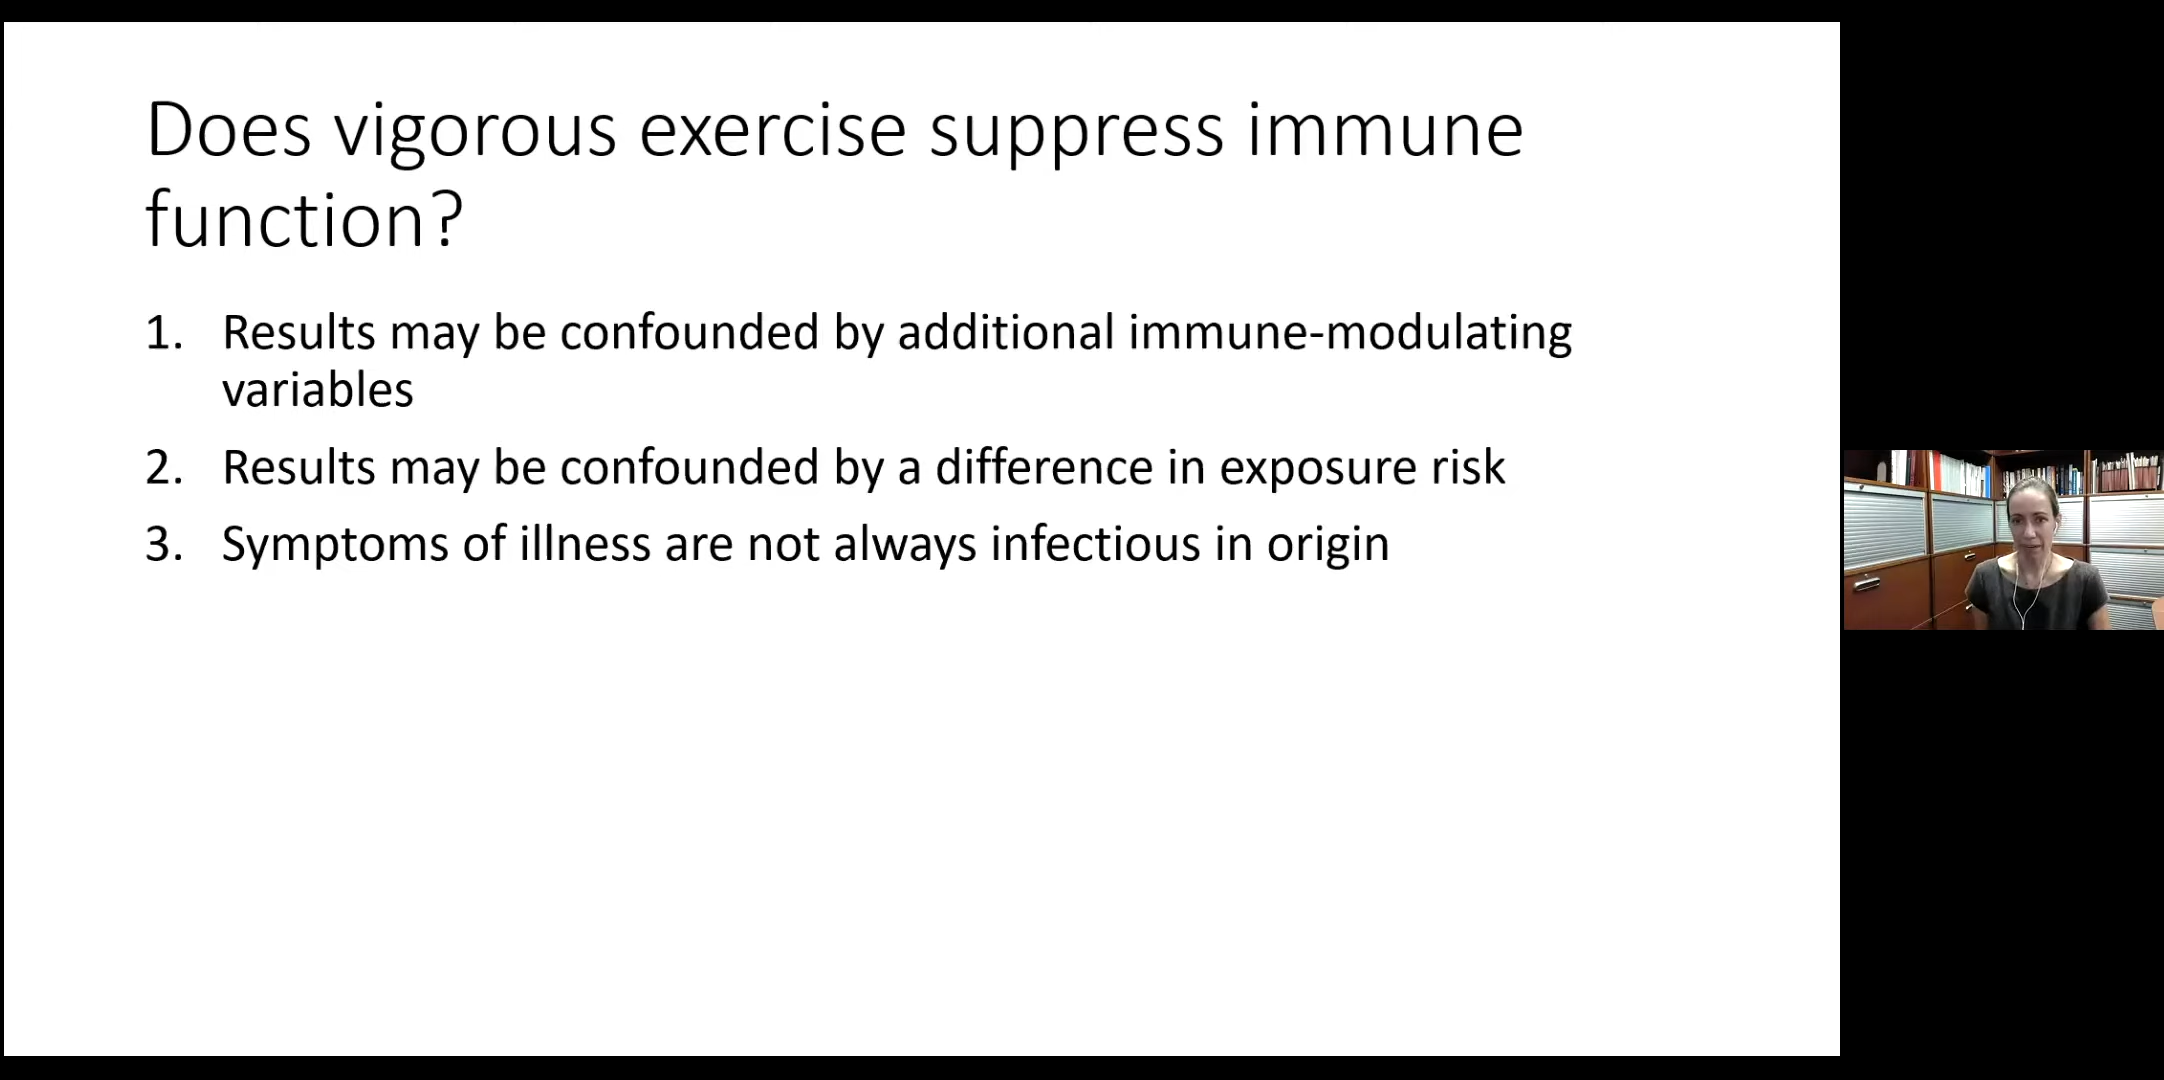 Does vigorous exercise suppress immune
function?
1. Results may be confounded by additional immune-modulating
variables
2. Results may be confounded by a difference in exposure risk
3. Symptoms of illness are not always infectious in origin